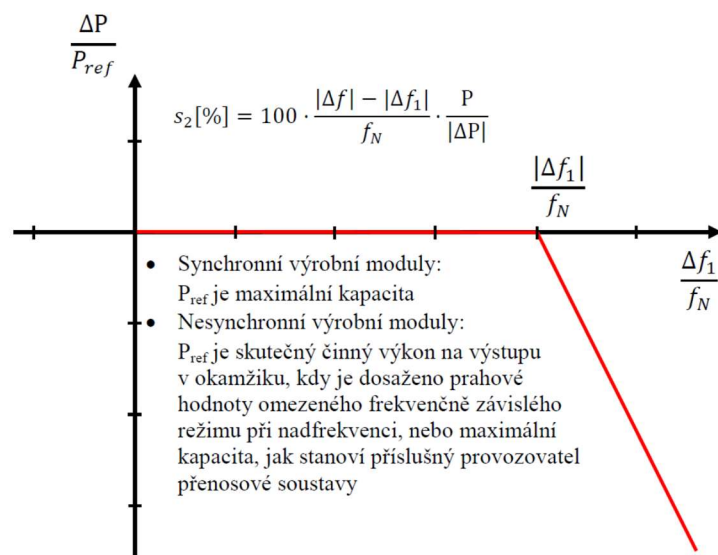 ΔP
P_ref
s₂[%] = 100 · (|Δf| − |Δf₁|) / f_N · P / |ΔP|
|Δf₁|
f_N
Δf₁
f_N
• Synchronní výrobní moduly:
P_ref je maximální kapacita
• Nesynchronní výrobní moduly:
P_ref je skutečný činný výkon na výstupu
v okamžiku, kdy je dosaženo prahové
hodnoty omezeného frekvenčně závislého
režimu při nadfrekvenci, nebo maximální
kapacita, jak stanoví příslušný provozovatel
přenosové soustavy